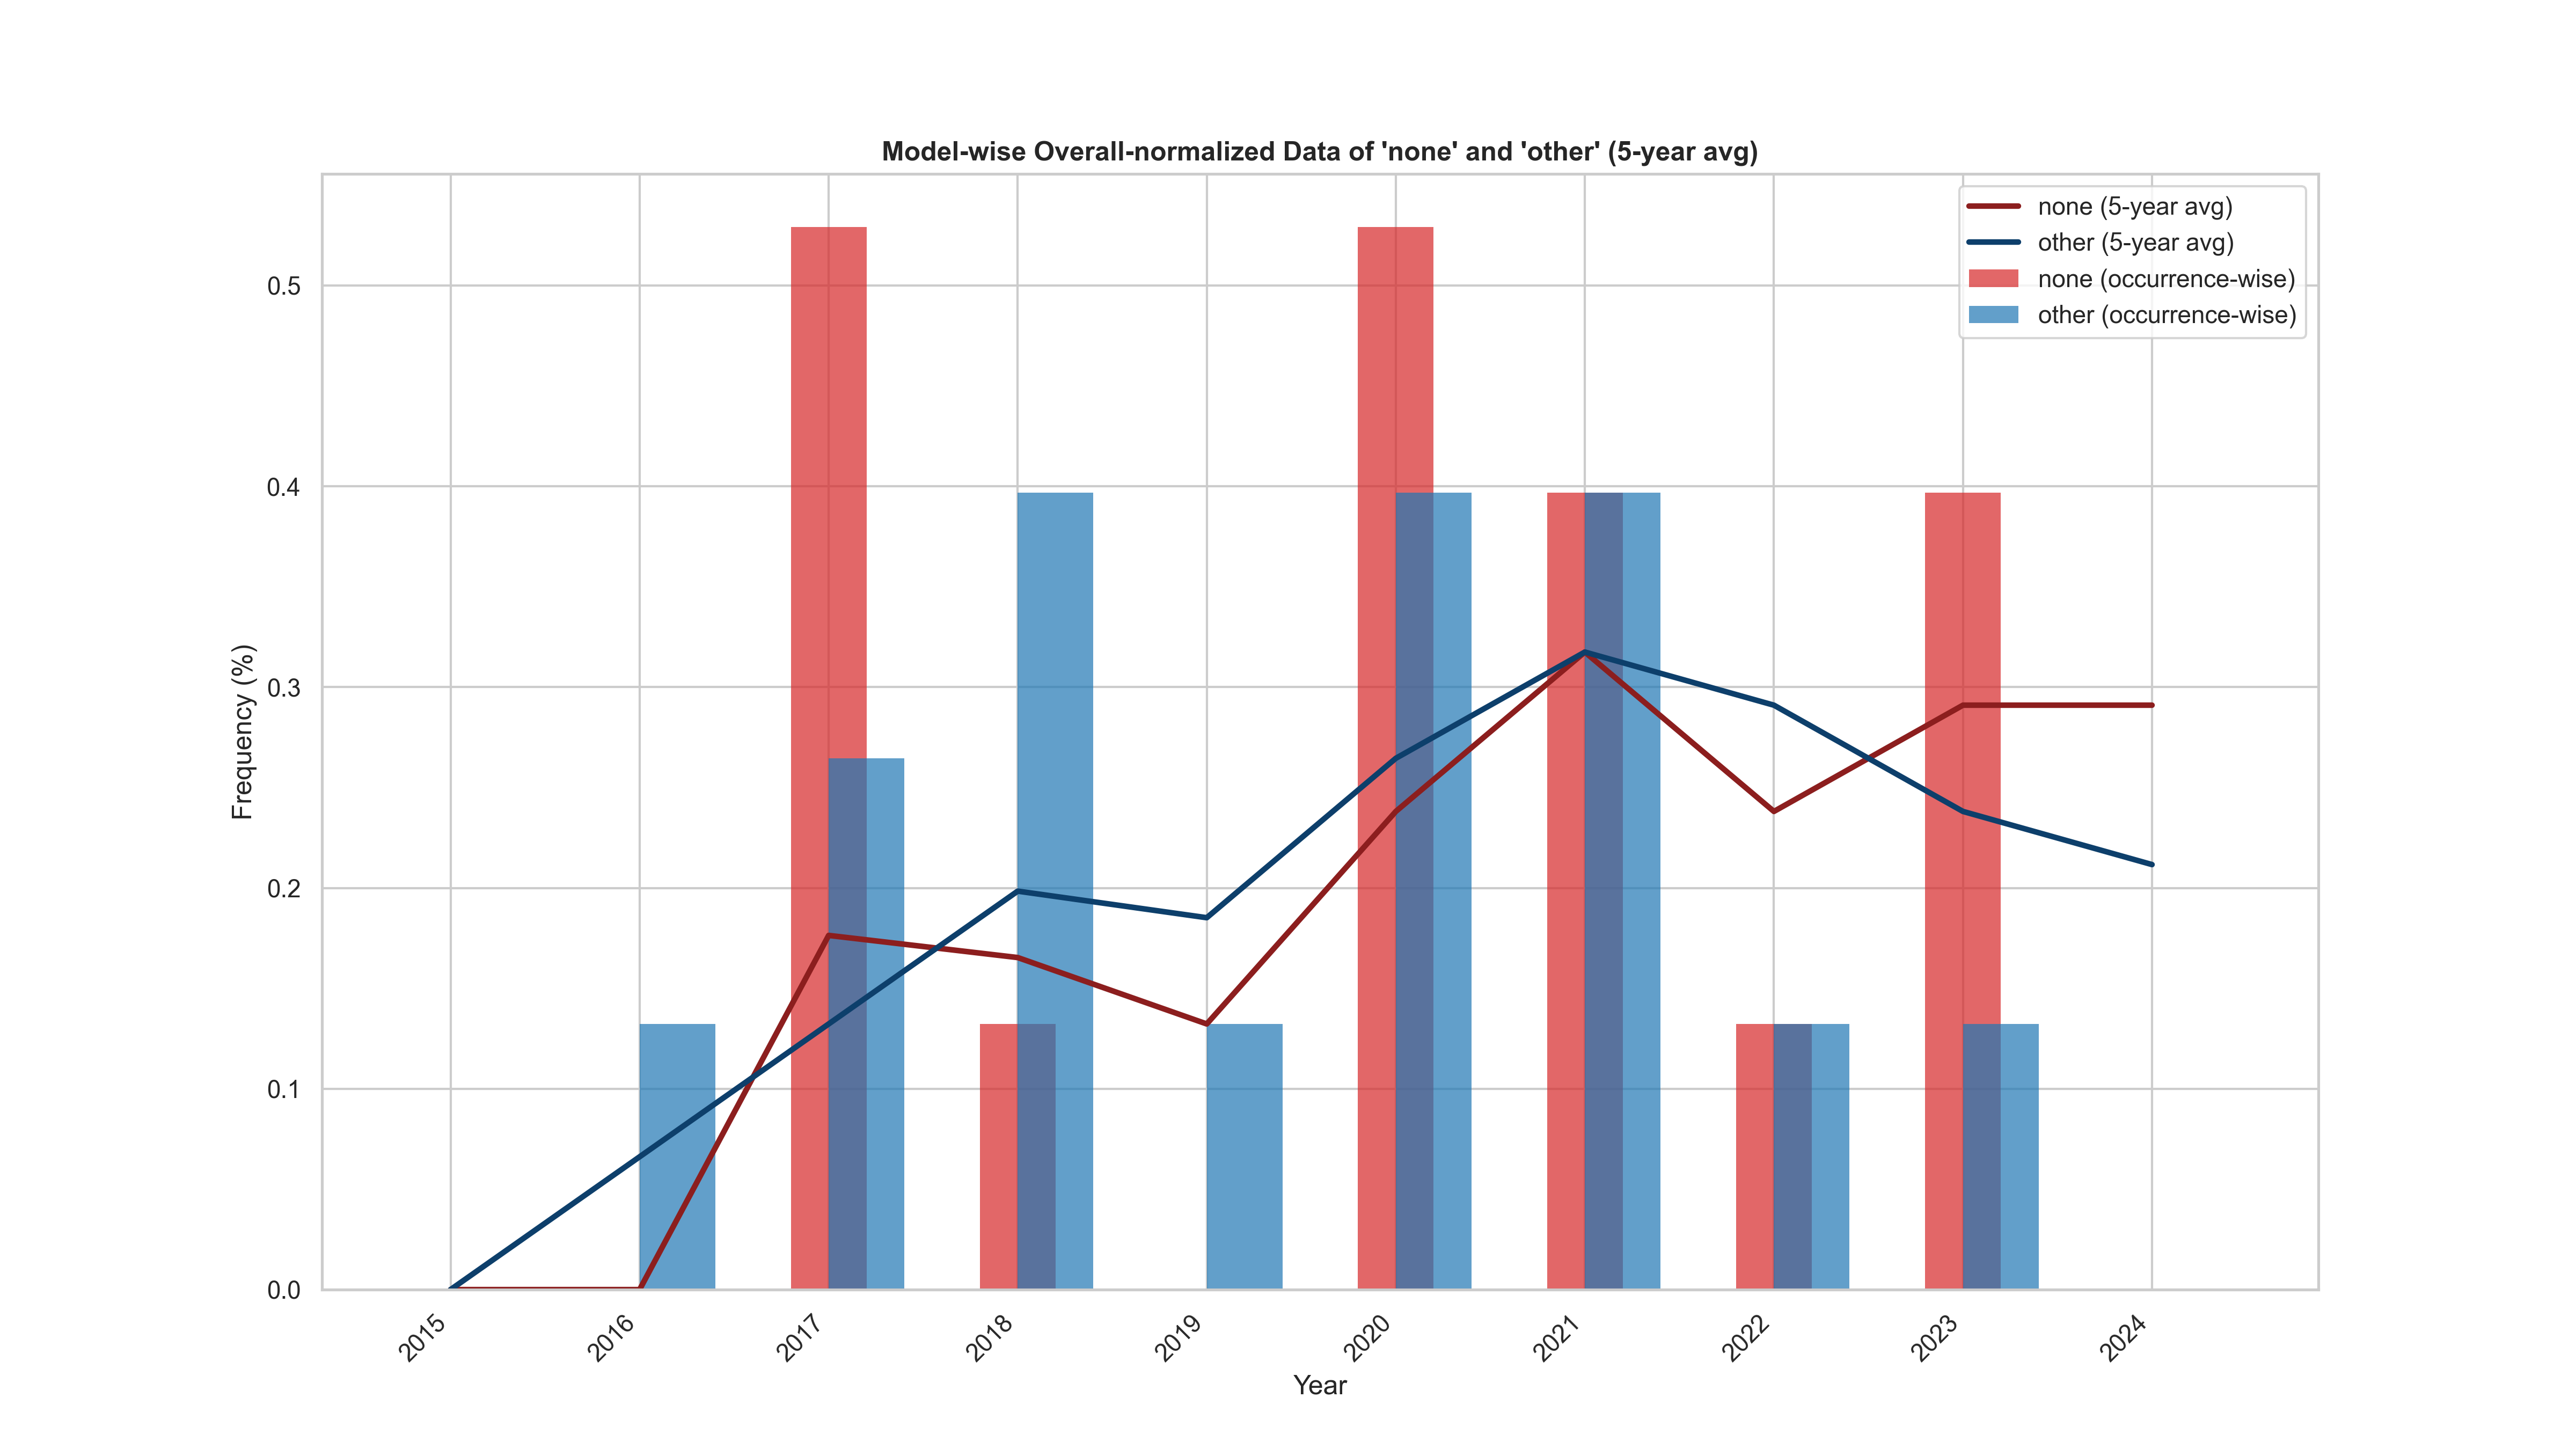 Model-wise Overall-normalized Data of 'none' and 'other' (5-year avg)
none (5-year avg)
other (5-year avg)
none (occurrence-wise)
other (occurrence-wise)
Frequency (%)
0.5
0.4
0.3
0.2
0.1
0.0
2015
2016
2017
2018
2019
2020
2021
2022
2023
2024
Year